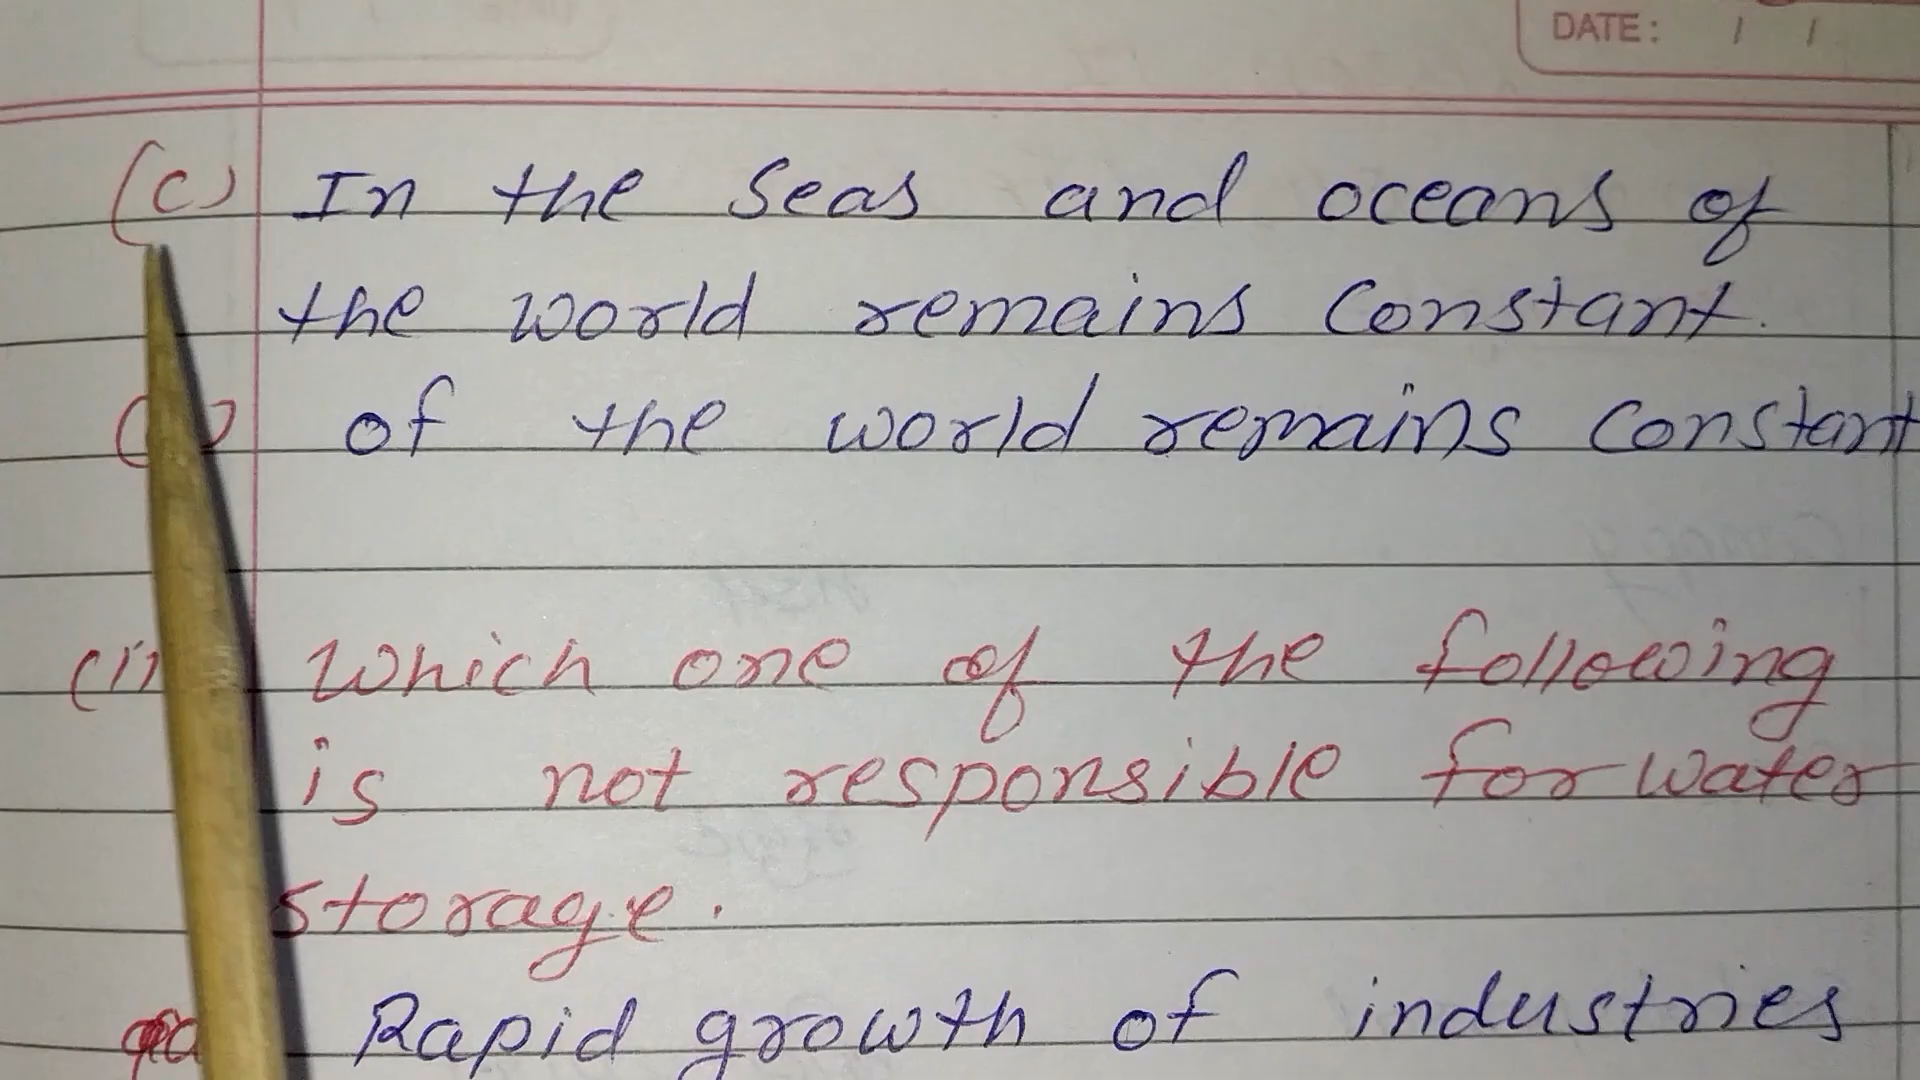 DATE: / /
(C) In the Seas and oceans of
the world remains Constant.
( ) of the world remains Constant
(ii which one of the following
is not responsible for water
storage.
Rapid growth of industries